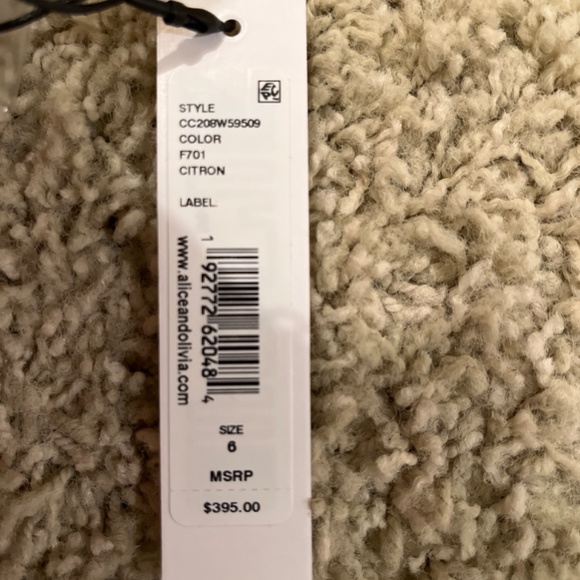 STYLE
CC208W59509
COLOR
F701
CITRON
LABEL
1 92772 62048 4
www.aliceandolivia.com
SIZE
6
MSRP
$395.00